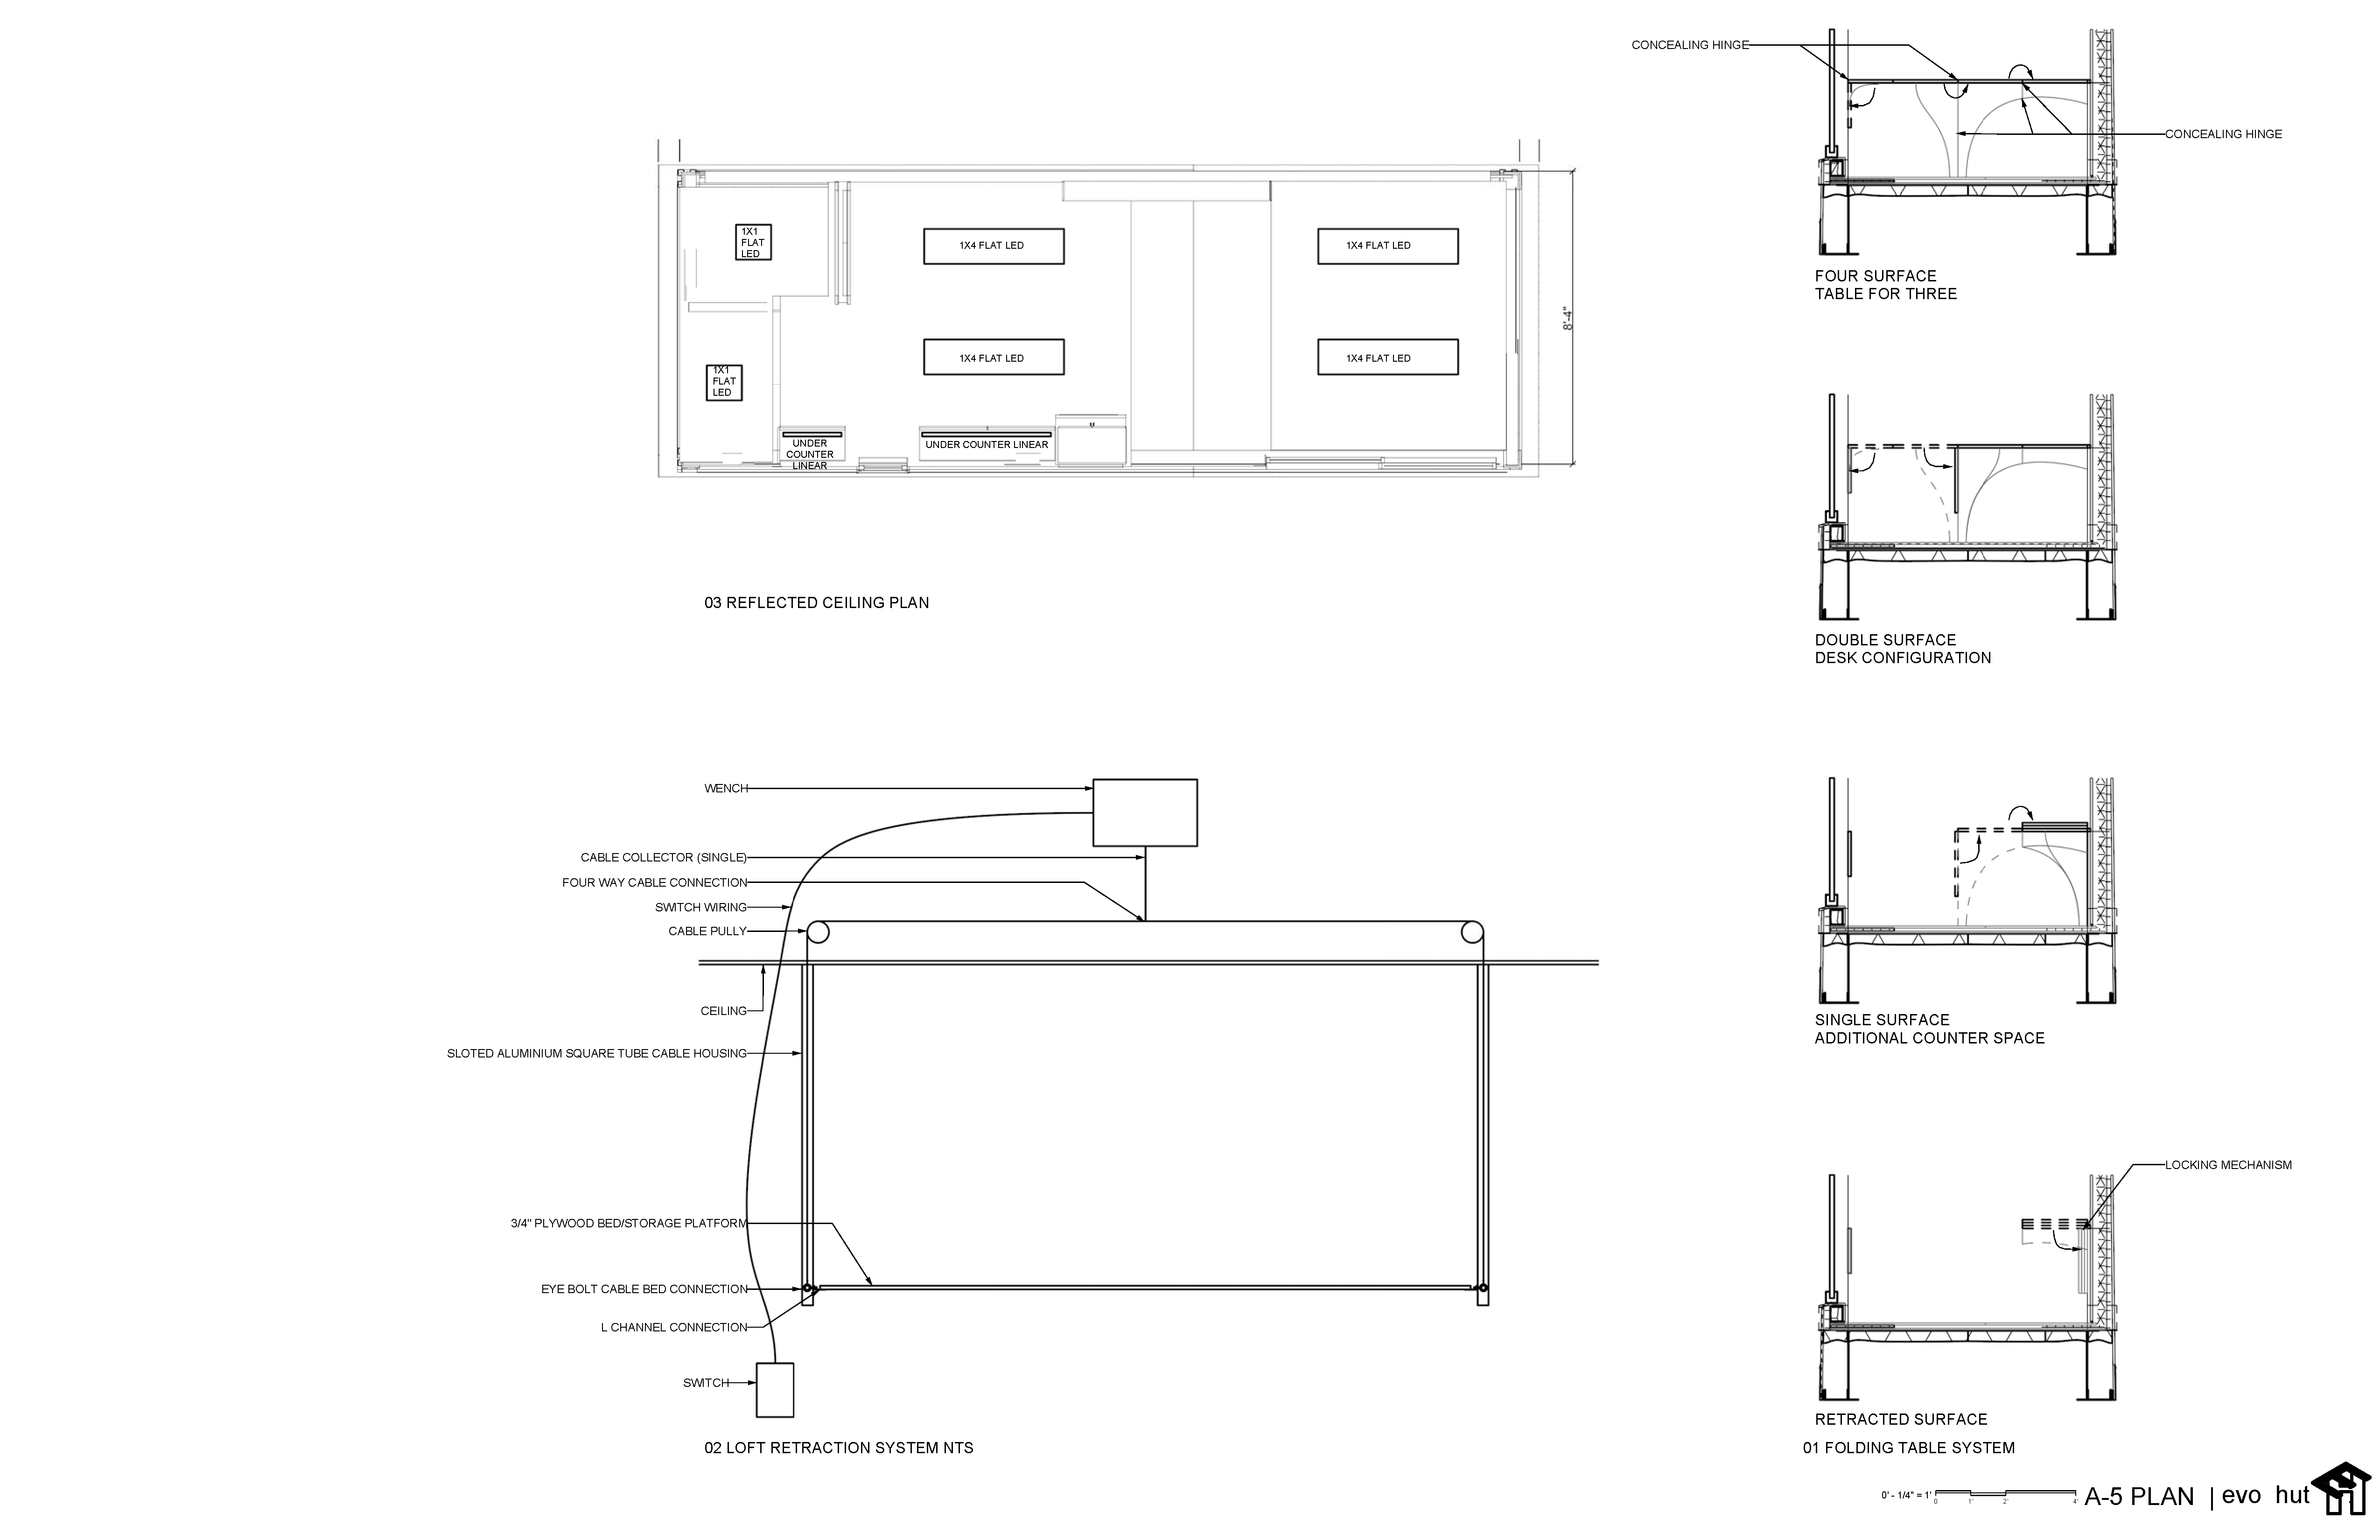 CONCEALING HINGE
CONCEALING HINGE
FOUR SURFACE
TABLE FOR THREE
1X1
FLAT
LED
1X4 FLAT LED
1X4 FLAT LED
8'-4"
1X4 FLAT LED
1X4 FLAT LED
1X1
FLAT
LED
UNDER
COUNTER
LINEAR
UNDER COUNTER LINEAR
03 REFLECTED CEILING PLAN
DOUBLE SURFACE
DESK CONFIGURATION
WENCH
CABLE COLLECTOR (SINGLE)
FOUR WAY CABLE CONNECTION
SWITCH WIRING
CABLE PULLY
CEILING
SLOTED ALUMINIUM SQUARE TUBE CABLE HOUSING
3/4" PLYWOOD BED/STORAGE PLATFORM
EYE BOLT CABLE BED CONNECTION
L CHANNEL CONNECTION
SWITCH
02 LOFT RETRACTION SYSTEM NTS
SINGLE SURFACE
ADDITIONAL COUNTER SPACE
LOCKING MECHANISM
RETRACTED SURFACE
01 FOLDING TABLE SYSTEM
0' - 1/4" = 1'
0 1' 2' 4'
A-5 PLAN | evo hut